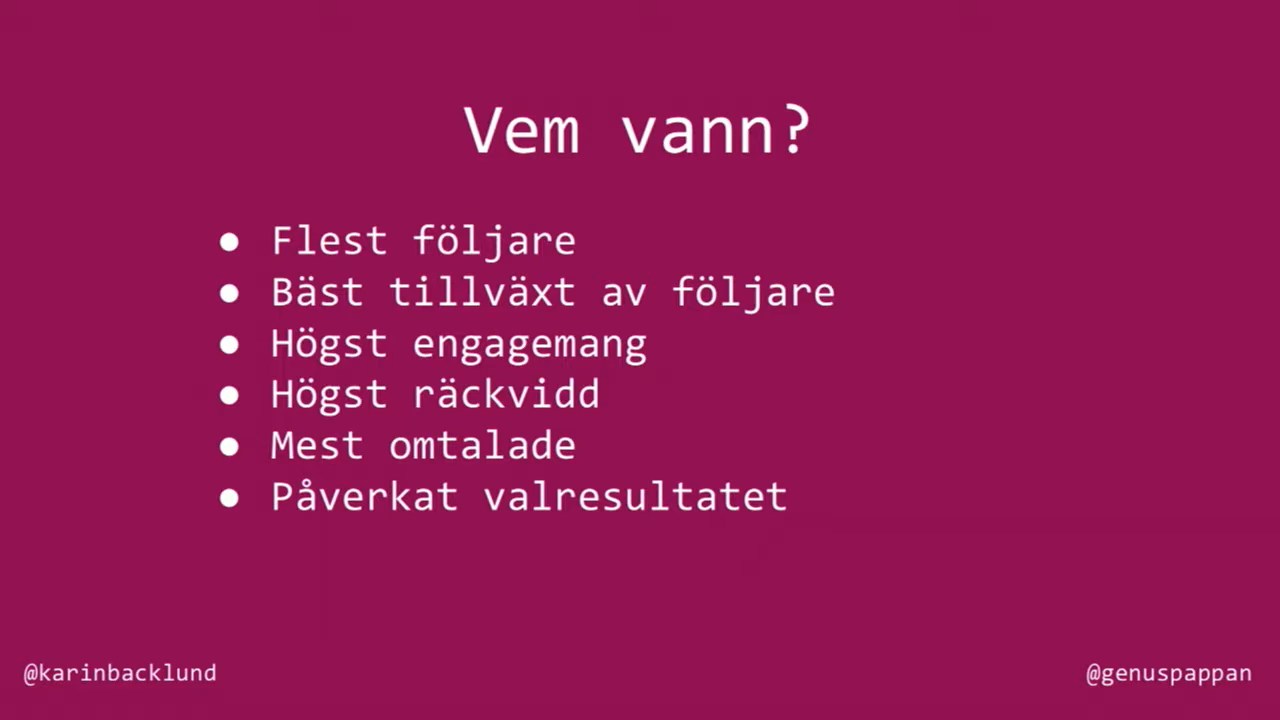 Vem vann?
● Flest följare
● Bäst tillväxt av följare
● Högst engagemang
● Högst räckvidd
● Mest omtalade
● Påverkat valresultatet
@karinbacklund
@genuspappan